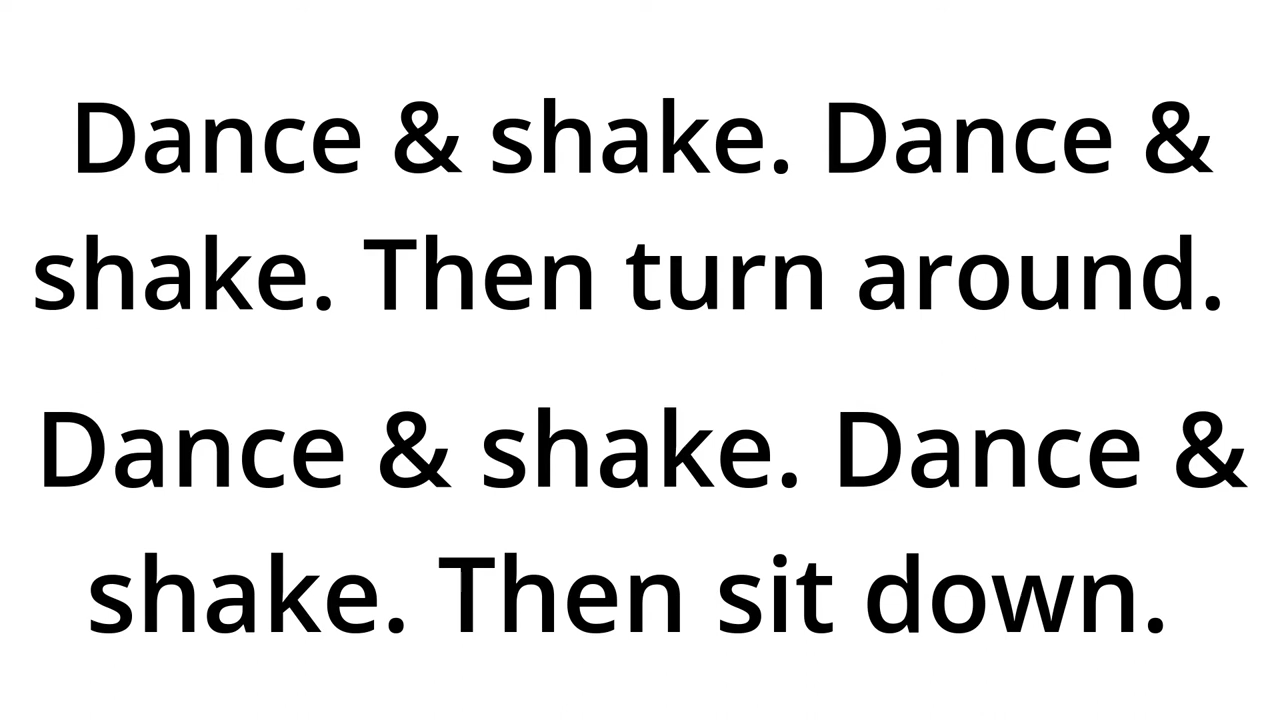 Dance & shake. Dance &
shake. Then turn around.
Dance & shake. Dance &
shake. Then sit down.